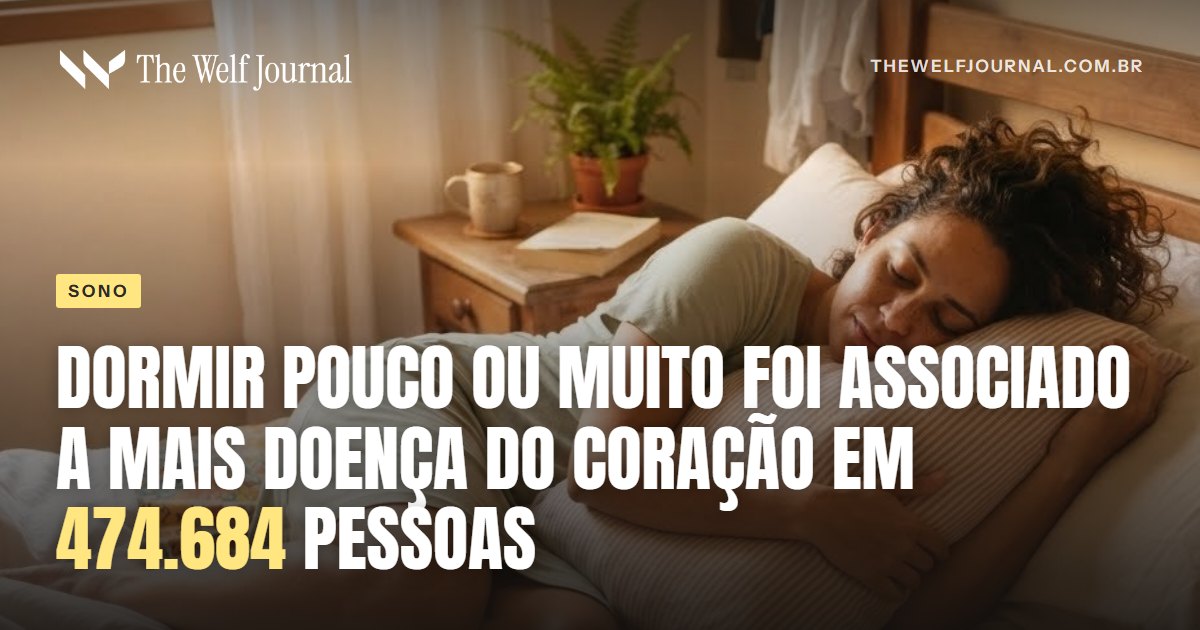 The Welf Journal
THEWELFJOURNAL.COM.BR
SONO
DORMIR POUCO OU MUITO FOI ASSOCIADO
A MAIS DOENÇA DO CORAÇÃO EM
474.684 PESSOAS